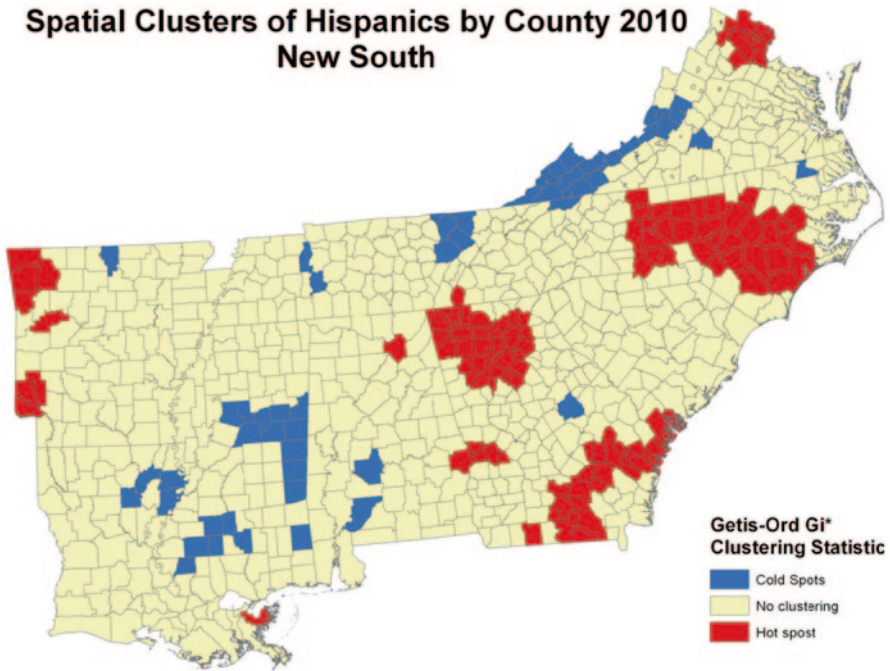 Spatial Clusters of Hispanics by County 2010
New South
Getis-Ord Gi*
Clustering Statistic
Cold Spots
No clustering
Hot spost